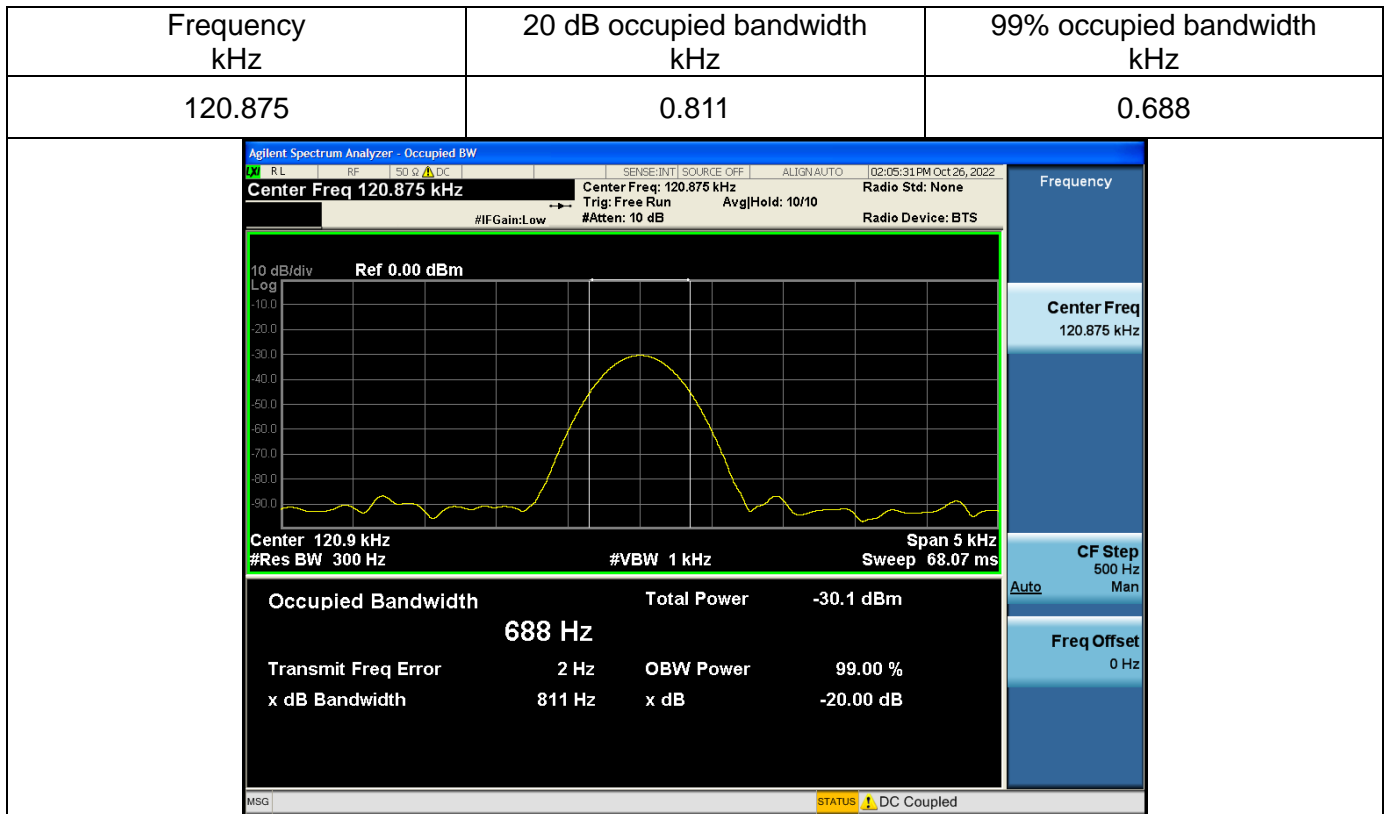 Frequency kHz 20 dB occupied bandwidth kHz 99% occupied bandwidth kHz
120.875 0.811 0.688
Agilent Spectrum Analyzer - Occupied BW
LXI RL RF 50 Ω DC SENSE:INT SOURCE OFF ALIGNAUTO 02:05:31 PM Oct 26, 2022
Center Freq 120.875 kHz
Center Freq: 120.875 kHz Radio Std: None
Trig: Free Run Avg|Hold: 10/10
#IFGain:Low #Atten: 10 dB Radio Device: BTS
10 dB/div Ref 0.00 dBm
Log
-10.0
-20.0
-30.0
-40.0
-50.0
-60.0
-70.0
-80.0
-90.0
Center 120.9 kHz Span 5 kHz
#Res BW 300 Hz #VBW 1 kHz Sweep 68.07 ms
Occupied Bandwidth Total Power -30.1 dBm
688 Hz
Transmit Freq Error 2 Hz OBW Power 99.00 %
x dB Bandwidth 811 Hz x dB -20.00 dB
Frequency
Center Freq
120.875 kHz
CF Step
500 Hz
Auto Man
Freq Offset
0 Hz
MSG STATUS DC Coupled